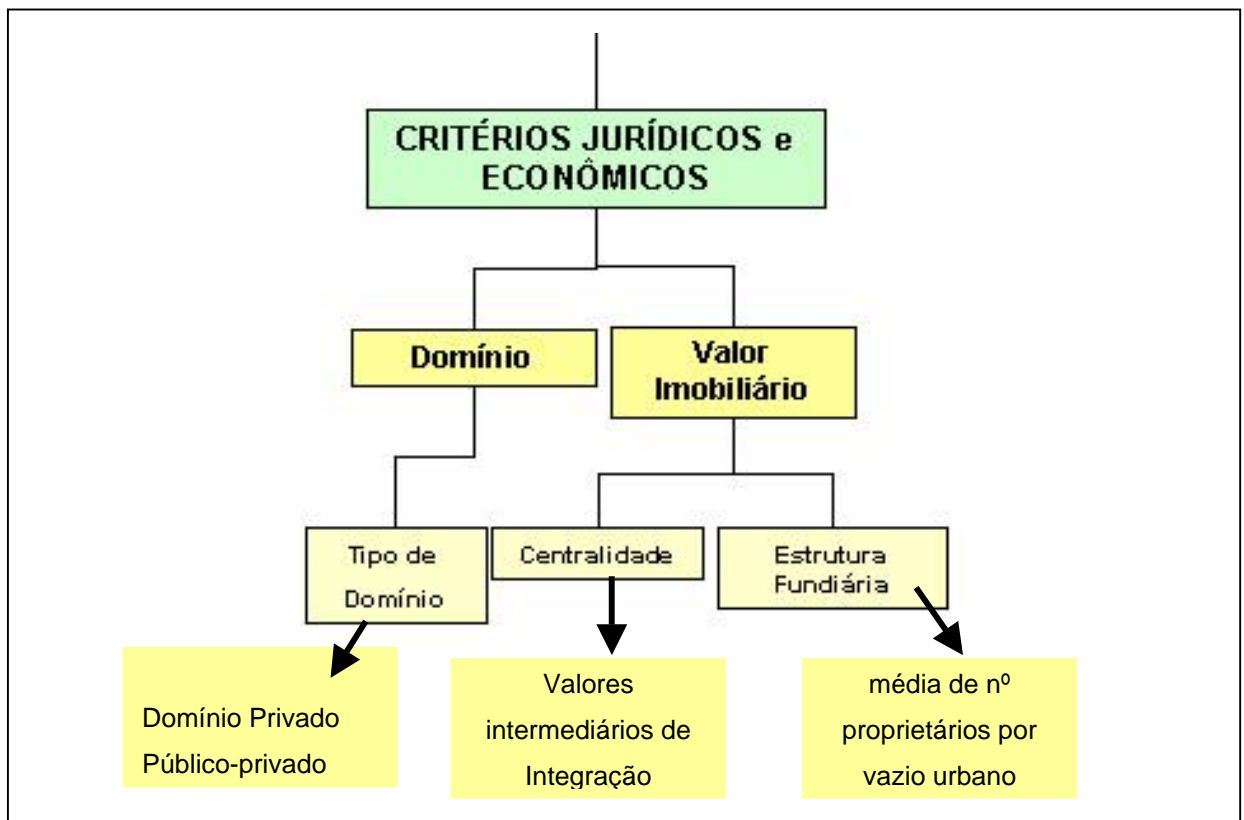 CRITÉRIOS JURÍDICOS e
ECONÔMICOS
Domínio
Valor
Imobiliário
Tipo de
Domínio
Centralidade
Estrutura
Fundiária
Domínio Privado
Público-privado
Valores
intermediários de
Integração
média de nº
proprietários por
vazio urbano